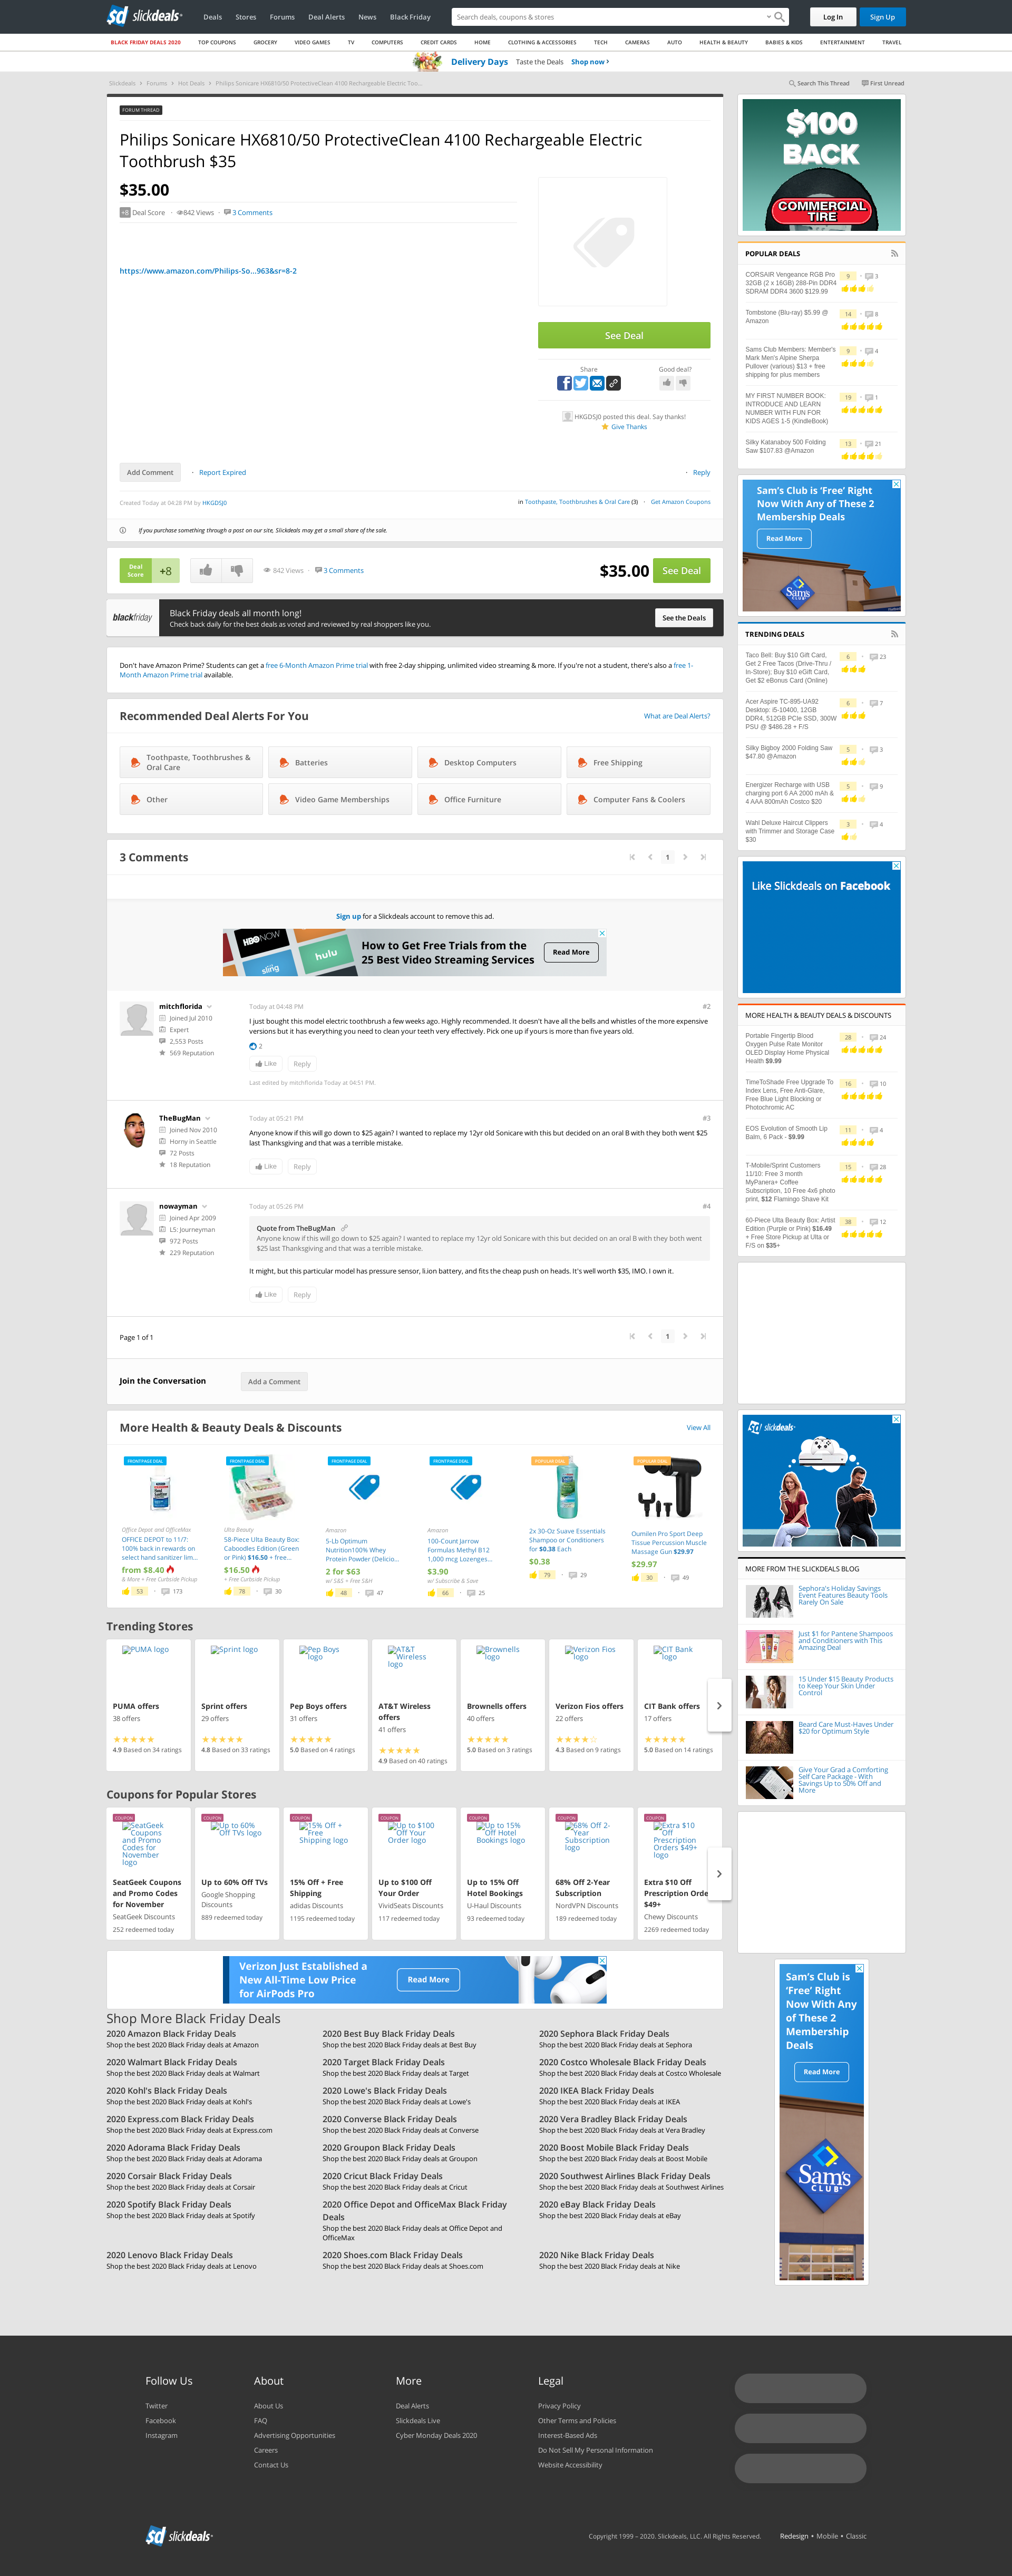 slickdeals
Deals Stores Forums Deal Alerts News Black Friday
Search deals, coupons & stores
Log In
Sign Up
BLACK FRIDAY DEALS 2020 TOP COUPONS GROCERY VIDEO GAMES TV COMPUTERS CREDIT CARDS HOME CLOTHING & ACCESSORIES TECH CAMERAS AUTO HEALTH & BEAUTY BABIES & KIDS ENTERTAINMENT TRAVEL
Delivery Days Taste the Deals Shop now
Slickdeals Forums Hot Deals Philips Sonicare HX6810/50 ProtectiveClean 4100 Rechargeable Electric Too...
Search This Thread First Unread
FORUM THREAD
Philips Sonicare HX6810/50 ProtectiveClean 4100 Rechargeable Electric
Toothbrush $35
$35.00
+8 Deal Score 842 Views 3 Comments
https://www.amazon.com/Philips-So...963&sr=8-2
See Deal
Share Good deal?
HKGDSJ0 posted this deal. Say thanks!
Give Thanks
Add Comment Report Expired Reply
Created Today at 04:28 PM by HKGDSJ0
in Toothpaste, Toothbrushes & Oral Care (3) Get Amazon Coupons
If you purchase something through a post on our site, Slickdeals may get a small share of the sale.
Deal Score +8 842 Views 3 Comments $35.00 See Deal
blackfriday
Black Friday deals all month long!
Check back daily for the best deals as voted and reviewed by real shoppers like you.
See the Deals
Don't have Amazon Prime? Students can get a free 6-Month Amazon Prime trial with free 2-day shipping, unlimited video streaming & more. If you're not a student, there's also a free 1-
Month Amazon Prime trial available.
Recommended Deal Alerts For You
What are Deal Alerts?
Toothpaste, Toothbrushes & Oral Care
Batteries
Desktop Computers
Free Shipping
Other
Video Game Memberships
Office Furniture
Computer Fans & Coolers
3 Comments
1
Sign up for a Slickdeals account to remove this ad.
HBO NOW
hulu
sling
How to Get Free Trials from the
25 Best Video Streaming Services
Read More
mitchflorida
Joined Jul 2010
Expert
2,553 Posts
569 Reputation
Today at 04:48 PM
#2
I just bought this model electric toothbrush a few weeks ago. Highly recommended. It doesn't have all the bells and whistles of the more expensive
versions but it has everything you need to clean your teeth very effectively. Pick one up if yours is more than five years old.
2
Like Reply
Last edited by mitchflorida Today at 04:51 PM.
TheBugMan
Joined Nov 2010
Horny in Seattle
72 Posts
18 Reputation
Today at 05:21 PM
#3
Anyone know if this will go down to $25 again? I wanted to replace my 12yr old Sonicare with this but decided on an oral B with they both went $25
last Thanksgiving and that was a terrible mistake.
Like Reply
nowayman
Joined Apr 2009
L5: Journeyman
972 Posts
229 Reputation
Today at 05:26 PM
#4
Quote from TheBugMan
Anyone know if this will go down to $25 again? I wanted to replace my 12yr old Sonicare with this but decided on an oral B with they both went
$25 last Thanksgiving and that was a terrible mistake.
It might, but this particular model has pressure sensor, li.ion battery, and fits the cheap push on heads. It's well worth $35, IMO. I own it.
Like Reply
Page 1 of 1
1
Join the Conversation
Add a Comment
More Health & Beauty Deals & Discounts
View All
FRONTPAGE DEAL
Office Depot and OfficeMax
OFFICE DEPOT to 11/7:
100% back in rewards on
select hand sanitizer lim...
from $8.40
& More + Free Curbside Pickup
53 173
FRONTPAGE DEAL
Ulta Beauty
58-Piece Ulta Beauty Box:
Caboodles Edition (Green
or Pink) $16.50 + free...
$16.50
+ Free Curbside Pickup
78 30
FRONTPAGE DEAL
Amazon
5-Lb Optimum
Nutrition100% Whey
Protein Powder (Delicio...
2 for $63
w/ S&S + Free S&H
48 47
FRONTPAGE DEAL
Amazon
100-Count Jarrow
Formulas Methyl B12
1,000 mcg Lozenges...
$3.90
w/ Subscribe & Save
66 25
POPULAR DEAL
2x 30-Oz Suave Essentials
Shampoo or Conditioners
for $0.38 Each
$0.38
79 29
POPULAR DEAL
Oumilen Pro Sport Deep
Tissue Percussion Muscle
Massage Gun $29.97
$29.97
30 49
Trending Stores
PUMA logo
PUMA offers
38 offers
4.9 Based on 34 ratings
Sprint logo
Sprint offers
29 offers
4.8 Based on 33 ratings
Pep Boys logo
Pep Boys offers
31 offers
5.0 Based on 4 ratings
AT&T Wireless logo
AT&T Wireless offers
41 offers
4.9 Based on 40 ratings
Brownells logo
Brownells offers
40 offers
5.0 Based on 3 ratings
Verizon Fios logo
Verizon Fios offers
22 offers
4.3 Based on 9 ratings
CIT Bank logo
CIT Bank offers
17 offers
5.0 Based on 14 ratings
Coupons for Popular Stores
COUPON
SeatGeek Coupons and Promo Codes for November logo
SeatGeek Coupons and Promo Codes for November
SeatGeek Discounts
252 redeemed today
COUPON
Up to 60% Off TVs logo
Up to 60% Off TVs
Google Shopping Discounts
889 redeemed today
COUPON
15% Off + Free Shipping logo
15% Off + Free Shipping
adidas Discounts
1195 redeemed today
COUPON
Up to $100 Off Your Order logo
Up to $100 Off Your Order
VividSeats Discounts
117 redeemed today
COUPON
Up to 15% Off Hotel Bookings logo
Up to 15% Off Hotel Bookings
U-Haul Discounts
93 redeemed today
COUPON
68% Off 2-Year Subscription logo
68% Off 2-Year Subscription
NordVPN Discounts
189 redeemed today
COUPON
Extra $10 Off Prescription Orders $49+ logo
Extra $10 Off Prescription Orde $49+
Chewy Discounts
2269 redeemed today
Verizon Just Established a
New All-Time Low Price
for AirPods Pro
Read More
Shop More Black Friday Deals
2020 Amazon Black Friday Deals
Shop the best 2020 Black Friday deals at Amazon
2020 Best Buy Black Friday Deals
Shop the best 2020 Black Friday deals at Best Buy
2020 Sephora Black Friday Deals
Shop the best 2020 Black Friday deals at Sephora
2020 Walmart Black Friday Deals
Shop the best 2020 Black Friday deals at Walmart
2020 Target Black Friday Deals
Shop the best 2020 Black Friday deals at Target
2020 Costco Wholesale Black Friday Deals
Shop the best 2020 Black Friday deals at Costco Wholesale
2020 Kohl's Black Friday Deals
Shop the best 2020 Black Friday deals at Kohl's
2020 Lowe's Black Friday Deals
Shop the best 2020 Black Friday deals at Lowe's
2020 IKEA Black Friday Deals
Shop the best 2020 Black Friday deals at IKEA
2020 Express.com Black Friday Deals
Shop the best 2020 Black Friday deals at Express.com
2020 Converse Black Friday Deals
Shop the best 2020 Black Friday deals at Converse
2020 Vera Bradley Black Friday Deals
Shop the best 2020 Black Friday deals at Vera Bradley
2020 Adorama Black Friday Deals
Shop the best 2020 Black Friday deals at Adorama
2020 Groupon Black Friday Deals
Shop the best 2020 Black Friday deals at Groupon
2020 Boost Mobile Black Friday Deals
Shop the best 2020 Black Friday deals at Boost Mobile
2020 Corsair Black Friday Deals
Shop the best 2020 Black Friday deals at Corsair
2020 Cricut Black Friday Deals
Shop the best 2020 Black Friday deals at Cricut
2020 Southwest Airlines Black Friday Deals
Shop the best 2020 Black Friday deals at Southwest Airlines
2020 Spotify Black Friday Deals
Shop the best 2020 Black Friday deals at Spotify
2020 Office Depot and OfficeMax Black Friday
Deals
Shop the best 2020 Black Friday deals at Office Depot and
OfficeMax
2020 eBay Black Friday Deals
Shop the best 2020 Black Friday deals at eBay
2020 Lenovo Black Friday Deals
Shop the best 2020 Black Friday deals at Lenovo
2020 Shoes.com Black Friday Deals
Shop the best 2020 Black Friday deals at Shoes.com
2020 Nike Black Friday Deals
Shop the best 2020 Black Friday deals at Nike
$100
BACK
COMMERCIAL
TIRE
POPULAR DEALS
CORSAIR Vengeance RGB Pro
32GB (2 x 16GB) 288-Pin DDR4
SDRAM DDR4 3600 $129.99
9 3
Tombstone (Blu-ray) $5.99 @
Amazon
14 8
Sams Club Members: Member's
Mark Men's Alpine Sherpa
Pullover (various) $13 + free
shipping for plus members
9 4
MY FIRST NUMBER BOOK:
INTRODUCE AND LEARN
NUMBER WITH FUN FOR
KIDS AGES 1-5 (KindleBook)
19 1
Silky Katanaboy 500 Folding
Saw $107.83 @Amazon
13 21
Sam's Club is 'Free' Right
Now With Any of These 2
Membership Deals
Read More
Sam's
CLUB
TRENDING DEALS
Taco Bell: Buy $10 Gift Card,
Get 2 Free Tacos (Drive-Thru /
In-Store); Buy $10 eGift Card,
Get $2 eBonus Card (Online)
6 23
Acer Aspire TC-895-UA92
Desktop: i5-10400, 12GB
DDR4, 512GB PCIe SSD, 300W
PSU @ $486.28 + F/S
6 7
Silky Bigboy 2000 Folding Saw
$47.80 @Amazon
5 3
Energizer Recharge with USB
charging port 6 AA 2000 mAh &
4 AAA 800mAh Costco $20
5 9
Wahl Deluxe Haircut Clippers
with Trimmer and Storage Case
$30
3 4
Like Slickdeals on Facebook
MORE HEALTH & BEAUTY DEALS & DISCOUNTS
Portable Fingertip Blood
Oxygen Pulse Rate Monitor
OLED Display Home Physical
Health $9.99
28 24
TimeToShade Free Upgrade To
Index Lens, Free Anti-Glare,
Free Blue Light Blocking or
Photochromic AC
16 10
EOS Evolution of Smooth Lip
Balm, 6 Pack - $9.99
11 4
T-Mobile/Sprint Customers
11/10: Free 3 month
MyPanera+ Coffee
Subscription, 10 Free 4x6 photo
print, $12 Flamingo Shave Kit
15 28
60-Piece Ulta Beauty Box: Artist
Edition (Purple or Pink) $16.49
+ Free Store Pickup at Ulta or
F/S on $35+
38 12
slickdeals
MORE FROM THE SLICKDEALS BLOG
Sephora's Holiday Savings
Event Features Beauty Tools
Rarely On Sale
Just $1 for Pantene Shampoos
and Conditioners with This
Amazing Deal
15 Under $15 Beauty Products
to Keep Your Skin Under
Control
Beard Care Must-Haves Under
$20 for Optimum Style
Give Your Grad a Comforting
Self Care Package - With
Savings Up to 50% Off and
More
Sam's Club is
'Free' Right
Now With Any
of These 2
Membership
Deals
Read More
Sam's
CLUB
Follow Us
Twitter
Facebook
Instagram
About
About Us
FAQ
Advertising Opportunities
Careers
Contact Us
More
Deal Alerts
Slickdeals Live
Cyber Monday Deals 2020
Legal
Privacy Policy
Other Terms and Policies
Interest-Based Ads
Do Not Sell My Personal Information
Website Accessibility
slickdeals
Copyright 1999 – 2020. Slickdeals, LLC. All Rights Reserved. Redesign • Mobile • Classic